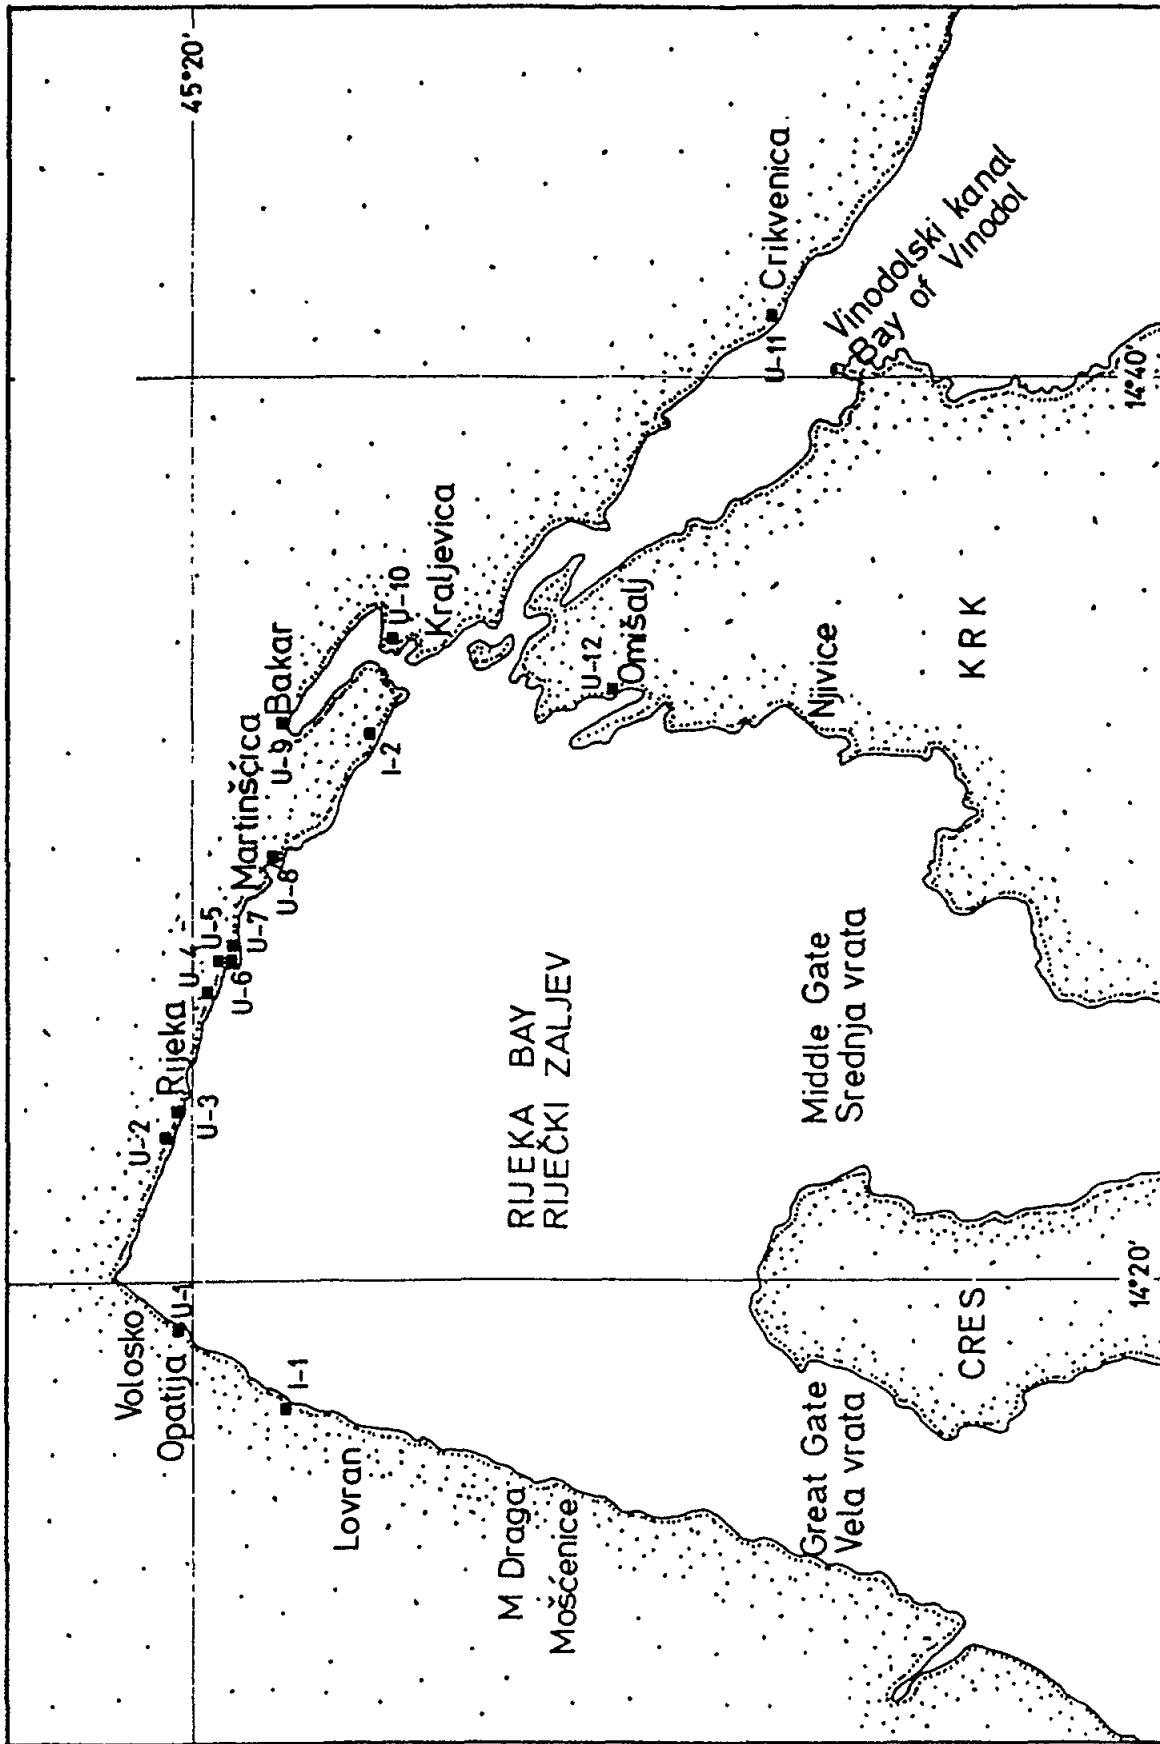 45°20'
Volosko
Opatija
U-1
I-1
Lovran
M Draga
Mošćenice
U-2
Rijeka
U-3
U-4
U-5
U-6
U-7
Martinšćica
U-8
U-9
Bakar
I-2
U-10
Kraljevica
RIJEKA BAY
RIJEČKI ZALJEV
U-12
Omišalj
Njivice
KRK
U-11
Crikvenica
Vinodolski kanal
Bay of Vinodol
Great Gate
Vela vrata
CRES
Middle Gate
Srednja vrata
14°20'
14°40'